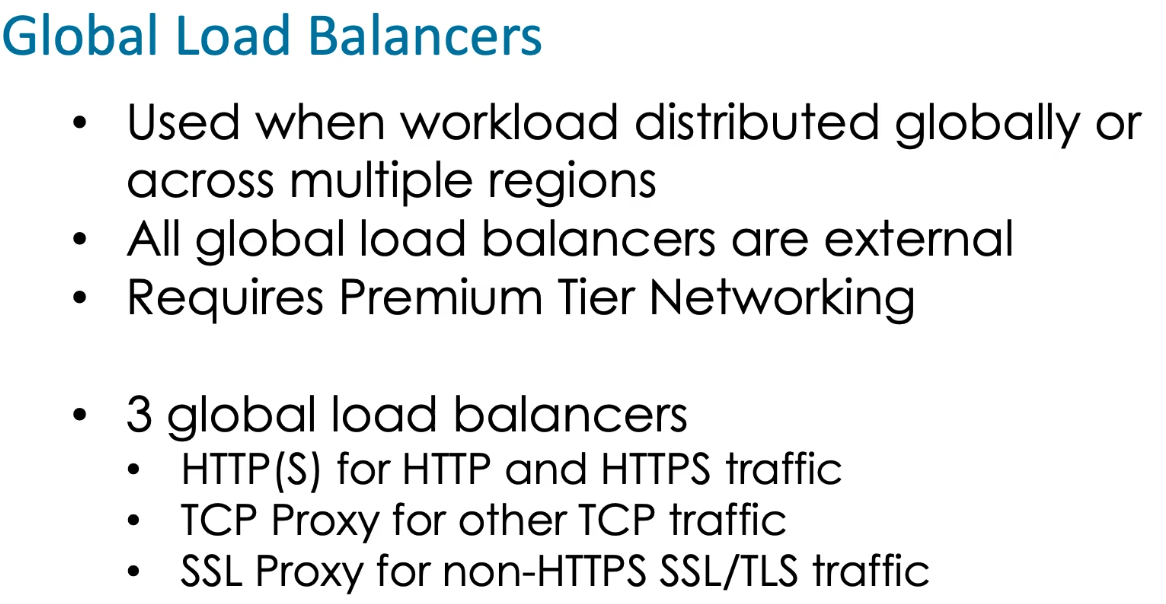 Global Load Balancers
• Used when workload distributed globally or
across multiple regions
• All global load balancers are external
• Requires Premium Tier Networking
• 3 global load balancers
• HTTP(S) for HTTP and HTTPS traffic
• TCP Proxy for other TCP traffic
• SSL Proxy for non-HTTPS SSL/TLS traffic